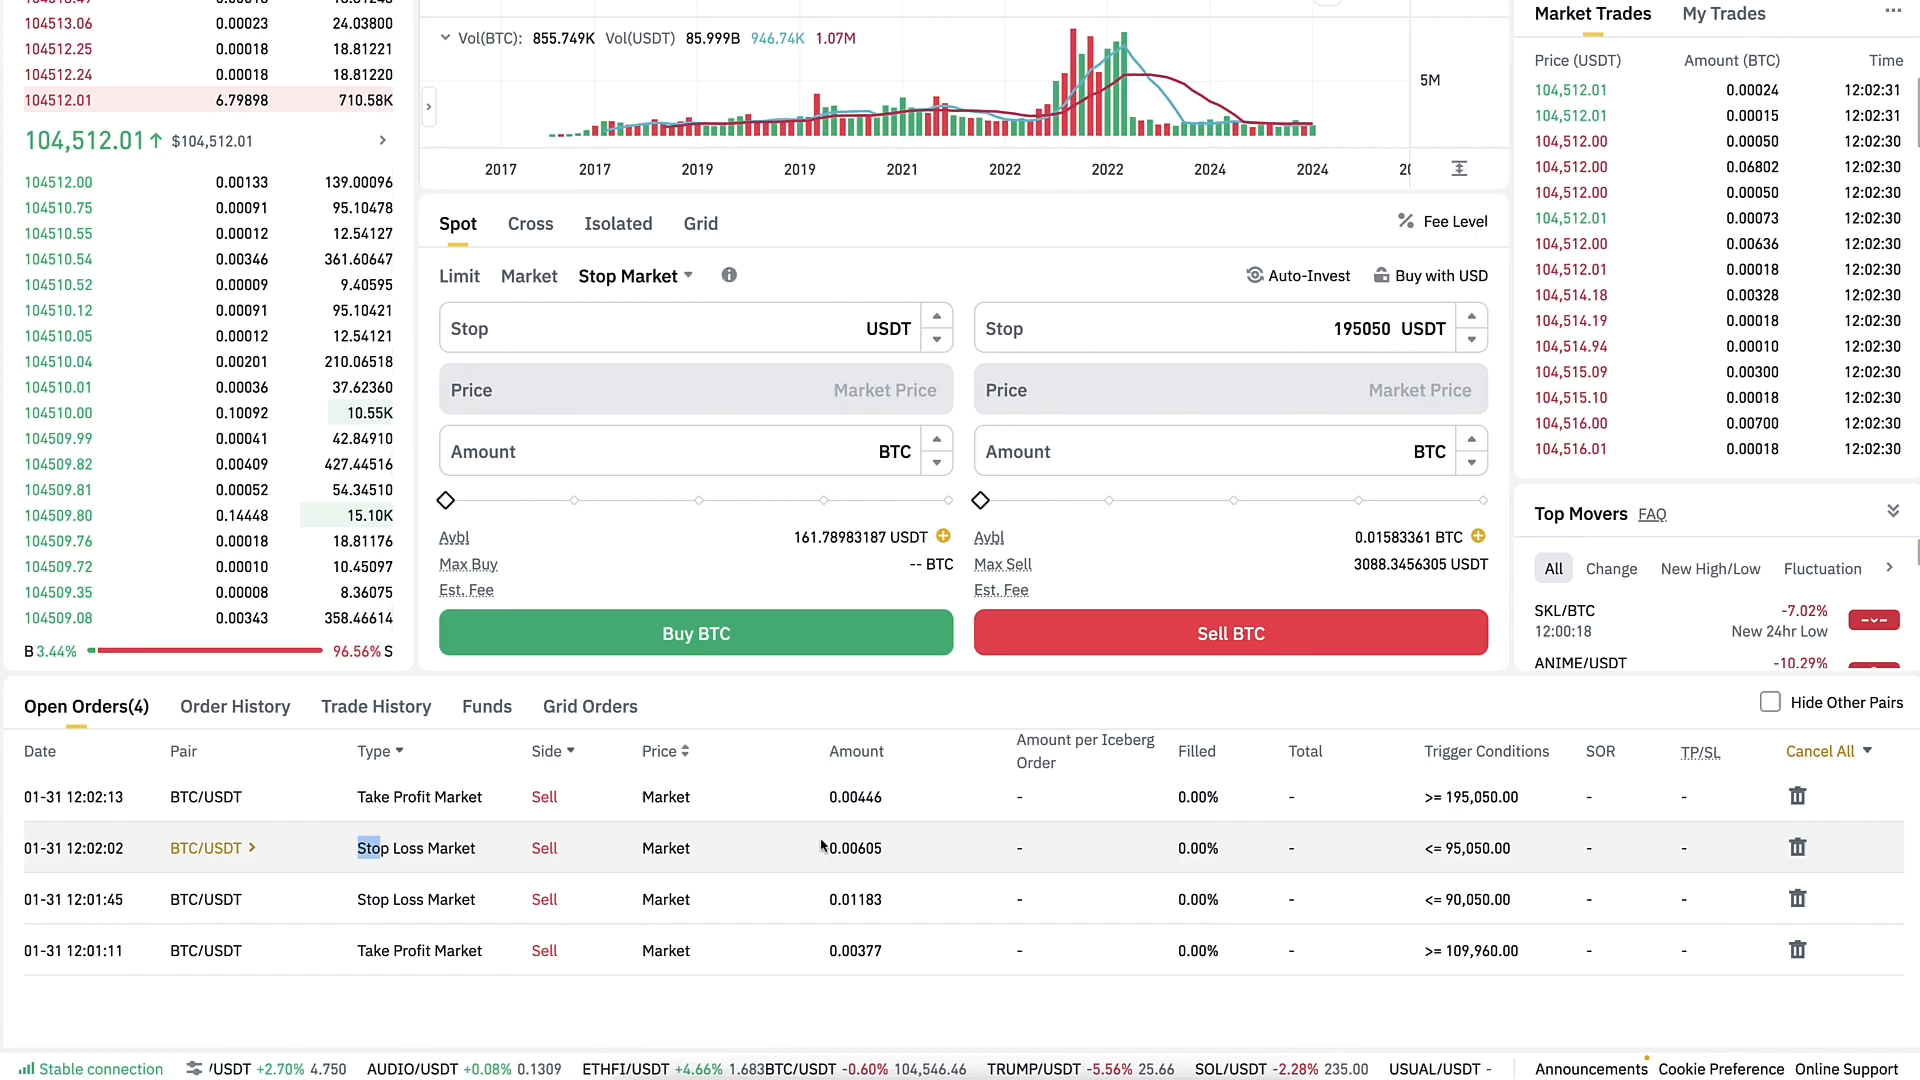 104513.06 0.00023 24.03800
104512.25 0.00018 18.81221
104512.24 0.00018 18.81220
104512.01 6.79898 710.58K
104,512.01↑ $104,512.01
104512.00 0.00133 139.00096
104510.75 0.00091 95.10478
104510.55 0.00012 12.54127
104510.54 0.00346 361.60647
104510.52 0.00009 9.40595
104510.12 0.00091 95.10421
104510.05 0.00012 12.54121
104510.04 0.00201 210.06518
104510.01 0.00036 37.62360
104510.00 0.10092 10.55K
104509.99 0.00041 42.84910
104509.82 0.00409 427.44516
104509.81 0.00052 54.34510
104509.80 0.14448 15.10K
104509.76 0.00018 18.81176
104509.72 0.00010 10.45097
104509.35 0.00008 8.36075
104509.08 0.00343 358.46614
B 3.44% 96.56% S
Vol(BTC): 855.749K Vol(USDT) 85.999B 946.74K 1.07M
5M
2017 2017 2019 2019 2021 2022 2022 2024 2024 20
Spot Cross Isolated Grid Fee Level
Limit Market Stop Market Auto-Invest Buy with USD
Stop USDT
Price Market Price
Amount BTC
Avbl 161.78983187 USDT
Max Buy -- BTC
Est. Fee
Buy BTC
Stop 195050 USDT
Price Market Price
Amount BTC
Avbl 0.01583361 BTC
Max Sell 3088.3456305 USDT
Est. Fee
Sell BTC
Market Trades My Trades
Price (USDT) Amount (BTC) Time
104,512.01 0.00024 12:02:31
104,512.01 0.00015 12:02:31
104,512.00 0.00050 12:02:30
104,512.00 0.06802 12:02:30
104,512.00 0.00050 12:02:30
104,512.01 0.00073 12:02:30
104,512.00 0.00636 12:02:30
104,512.01 0.00018 12:02:30
104,514.18 0.00328 12:02:30
104,514.19 0.00018 12:02:30
104,514.94 0.00010 12:02:30
104,515.09 0.00300 12:02:30
104,515.10 0.00018 12:02:30
104,516.00 0.00700 12:02:30
104,516.01 0.00018 12:02:30
Top Movers FAQ
All Change New High/Low Fluctuation
SKL/BTC -7.02%
12:00:18 New 24hr Low
ANIME/USDT -10.29%
Open Orders(4) Order History Trade History Funds Grid Orders Hide Other Pairs
Date Pair Type Side Price Amount Amount per Iceberg Order Filled Total Trigger Conditions SOR TP/SL Cancel All
01-31 12:02:13 BTC/USDT Take Profit Market Sell Market 0.00446 - 0.00% - >= 195,050.00 - -
01-31 12:02:02 BTC/USDT Stop Loss Market Sell Market 0.00605 - 0.00% - <= 95,050.00 - -
01-31 12:01:45 BTC/USDT Stop Loss Market Sell Market 0.01183 - 0.00% - <= 90,050.00 - -
01-31 12:01:11 BTC/USDT Take Profit Market Sell Market 0.00377 - 0.00% - >= 109,960.00 - -
Stable connection /USDT +2.70% 4.750 AUDIO/USDT +0.08% 0.1309 ETHFI/USDT +4.66% 1.683 BTC/USDT -0.60% 104,546.46 TRUMP/USDT -5.56% 25.66 SOL/USDT -2.28% 235.00 USUAL/USDT - Announcements Cookie Preference Online Support